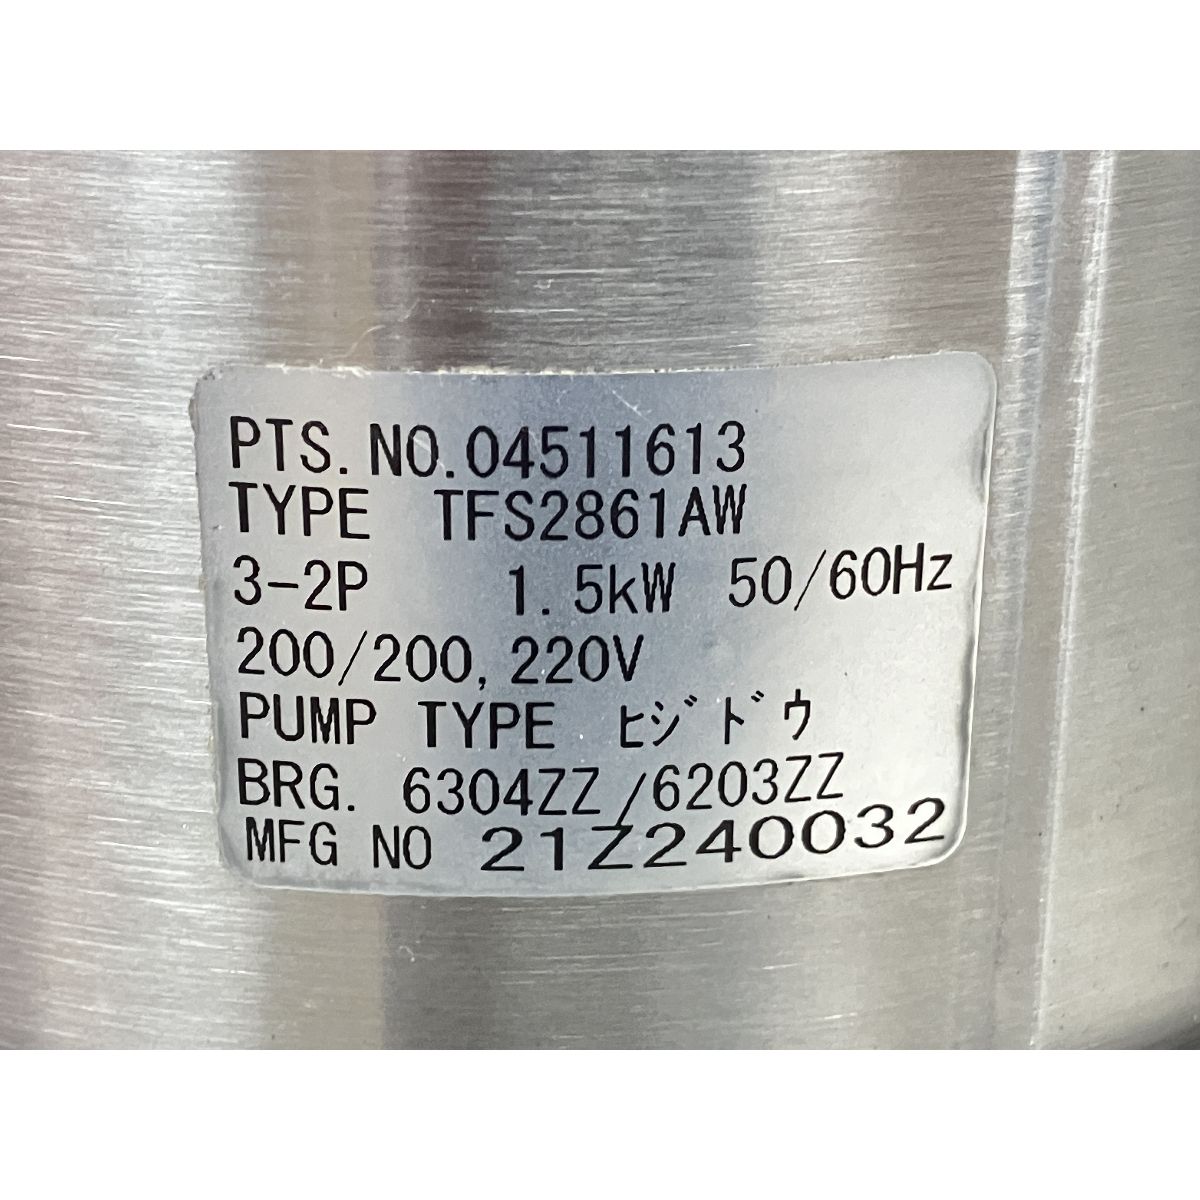 PTS. NO. 04511613
TYPE TFS2861AW
3-2P 1.5kW 50/60Hz
200/200, 220V
PUMP TYPE ﾋｼﾞﾄﾞｳ
BRG. 6304ZZ/6203ZZ
MFG NO 21Z240032